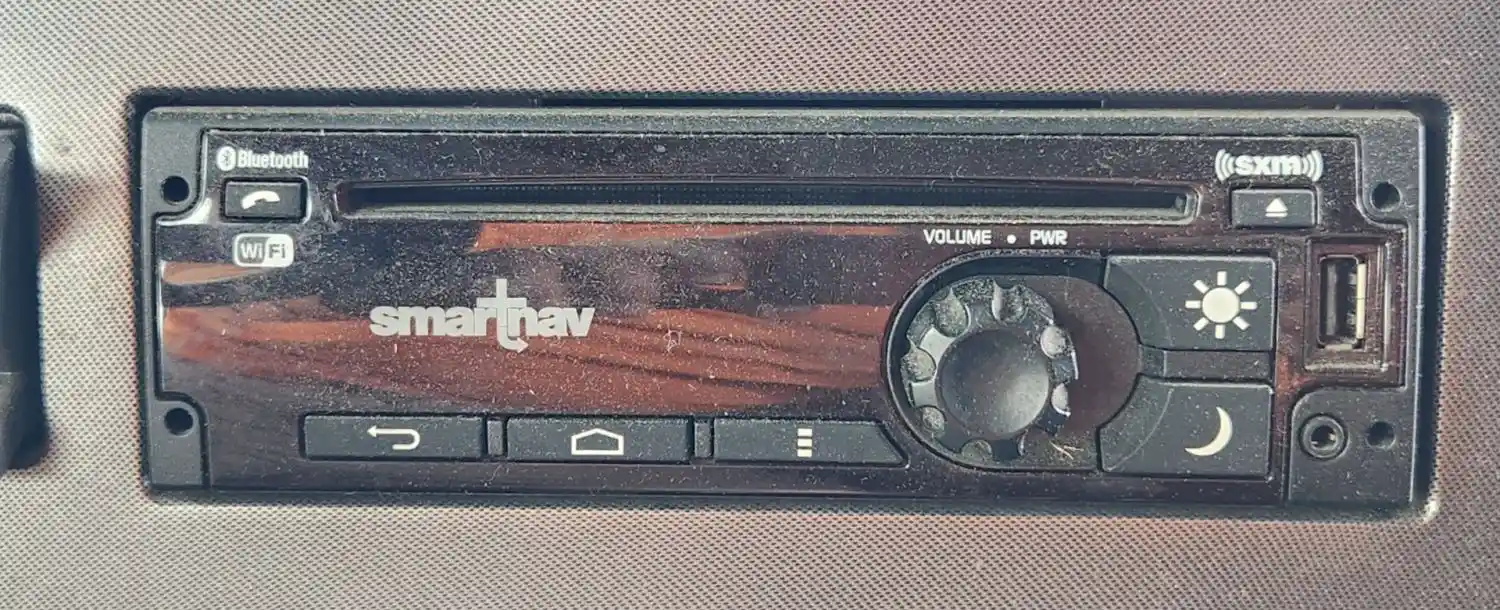 Bluetooth
((sxm))
WiFi
VOLUME • PWR
smartnav